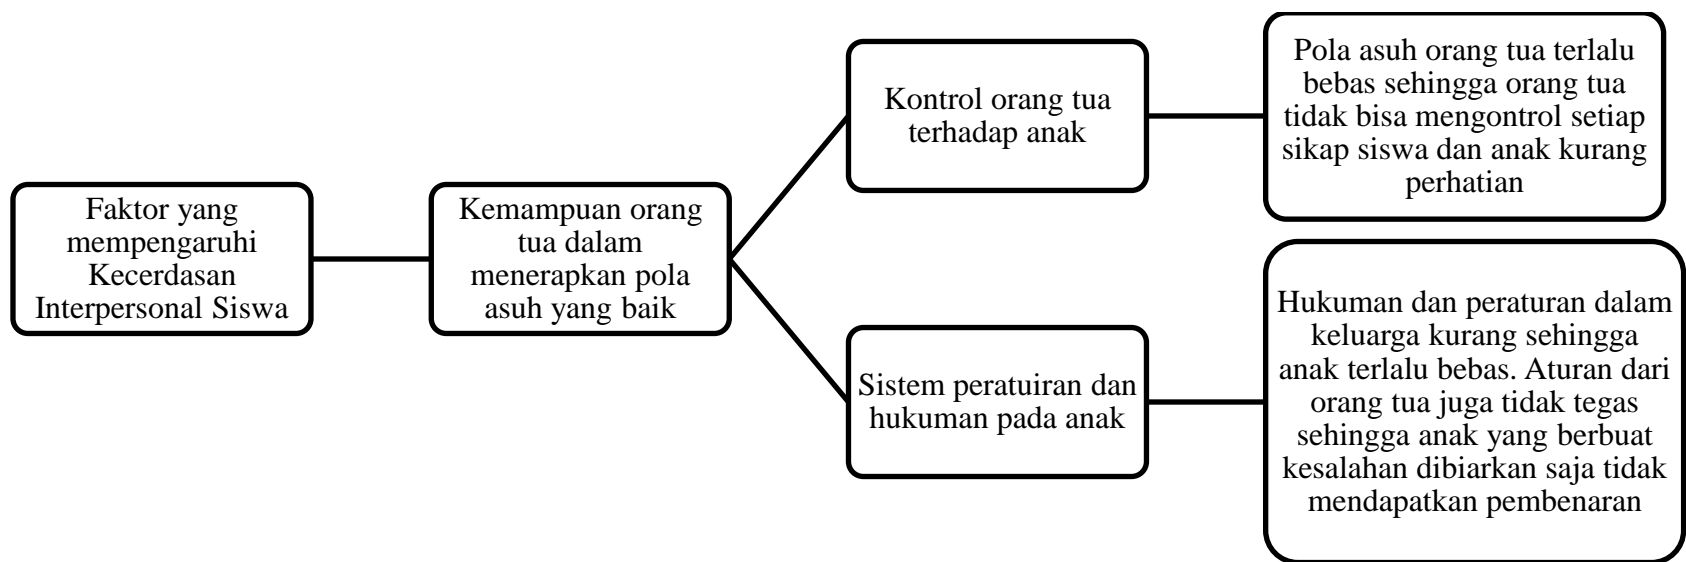 Faktor yang
mempengaruhi
Kecerdasan
Interpersonal Siswa
Kemampuan orang
tua dalam
menerapkan pola
asuh yang baik
Kontrol orang tua
terhadap anak
Pola asuh orang tua terlalu
bebas sehingga orang tua
tidak bisa mengontrol setiap
sikap siswa dan anak kurang
perhatian
Sistem peratuiran dan
hukuman pada anak
Hukuman dan peraturan dalam
keluarga kurang sehingga
anak terlalu bebas. Aturan dari
orang tua juga tidak tegas
sehingga anak yang berbuat
kesalahan dibiarkan saja tidak
mendapatkan pembenaran